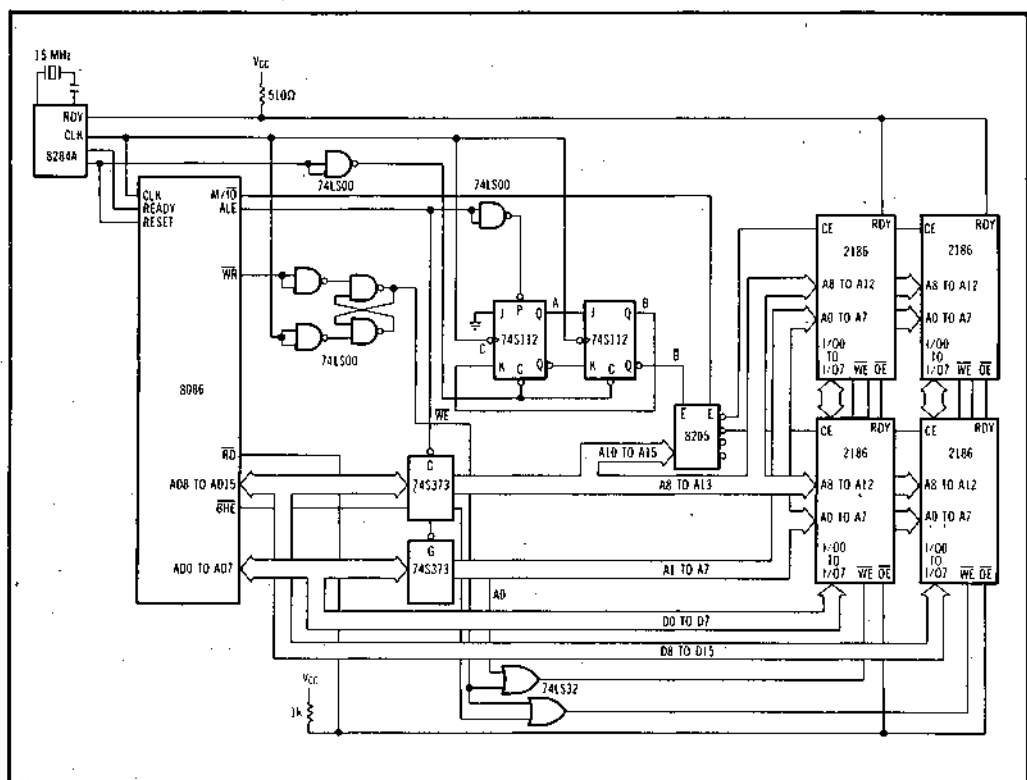 15 MHz
VCC
510Ω
RDY
CLK
8284A
74LS00
74LS00
CLK
READY
RESET
M/IO
ALE
WR
74LS00
8086
RD
AD8 TO AD15
BHE
AD0 TO AD7
J
P
Q
A
C
74S112
K
C
Q
J
Q
B
74S112
K
C
Q
B
WE
E
E
8205
A10 TO A15
G
74S373
A8 TO A13
G
74S373
A1 TO A7
A0
D0 TO D7
D8 TO D15
VCC
1k
74LS32
CE
RDY
2186
A8 TO A12
A0 TO A7
I/O0
TO
I/O7
WE
OE
CE
RDY
2186
A8 TO A12
A0 TO A7
I/O0
TO
I/O7
WE
OE
CE
RDY
2186
A8 TO A12
A0 TO A7
I/O0
TO
I/O7
WE
OE
CE
RDY
2186
A8 TO A12
A0 TO A7
I/O0
TO
I/O7
WE
OE